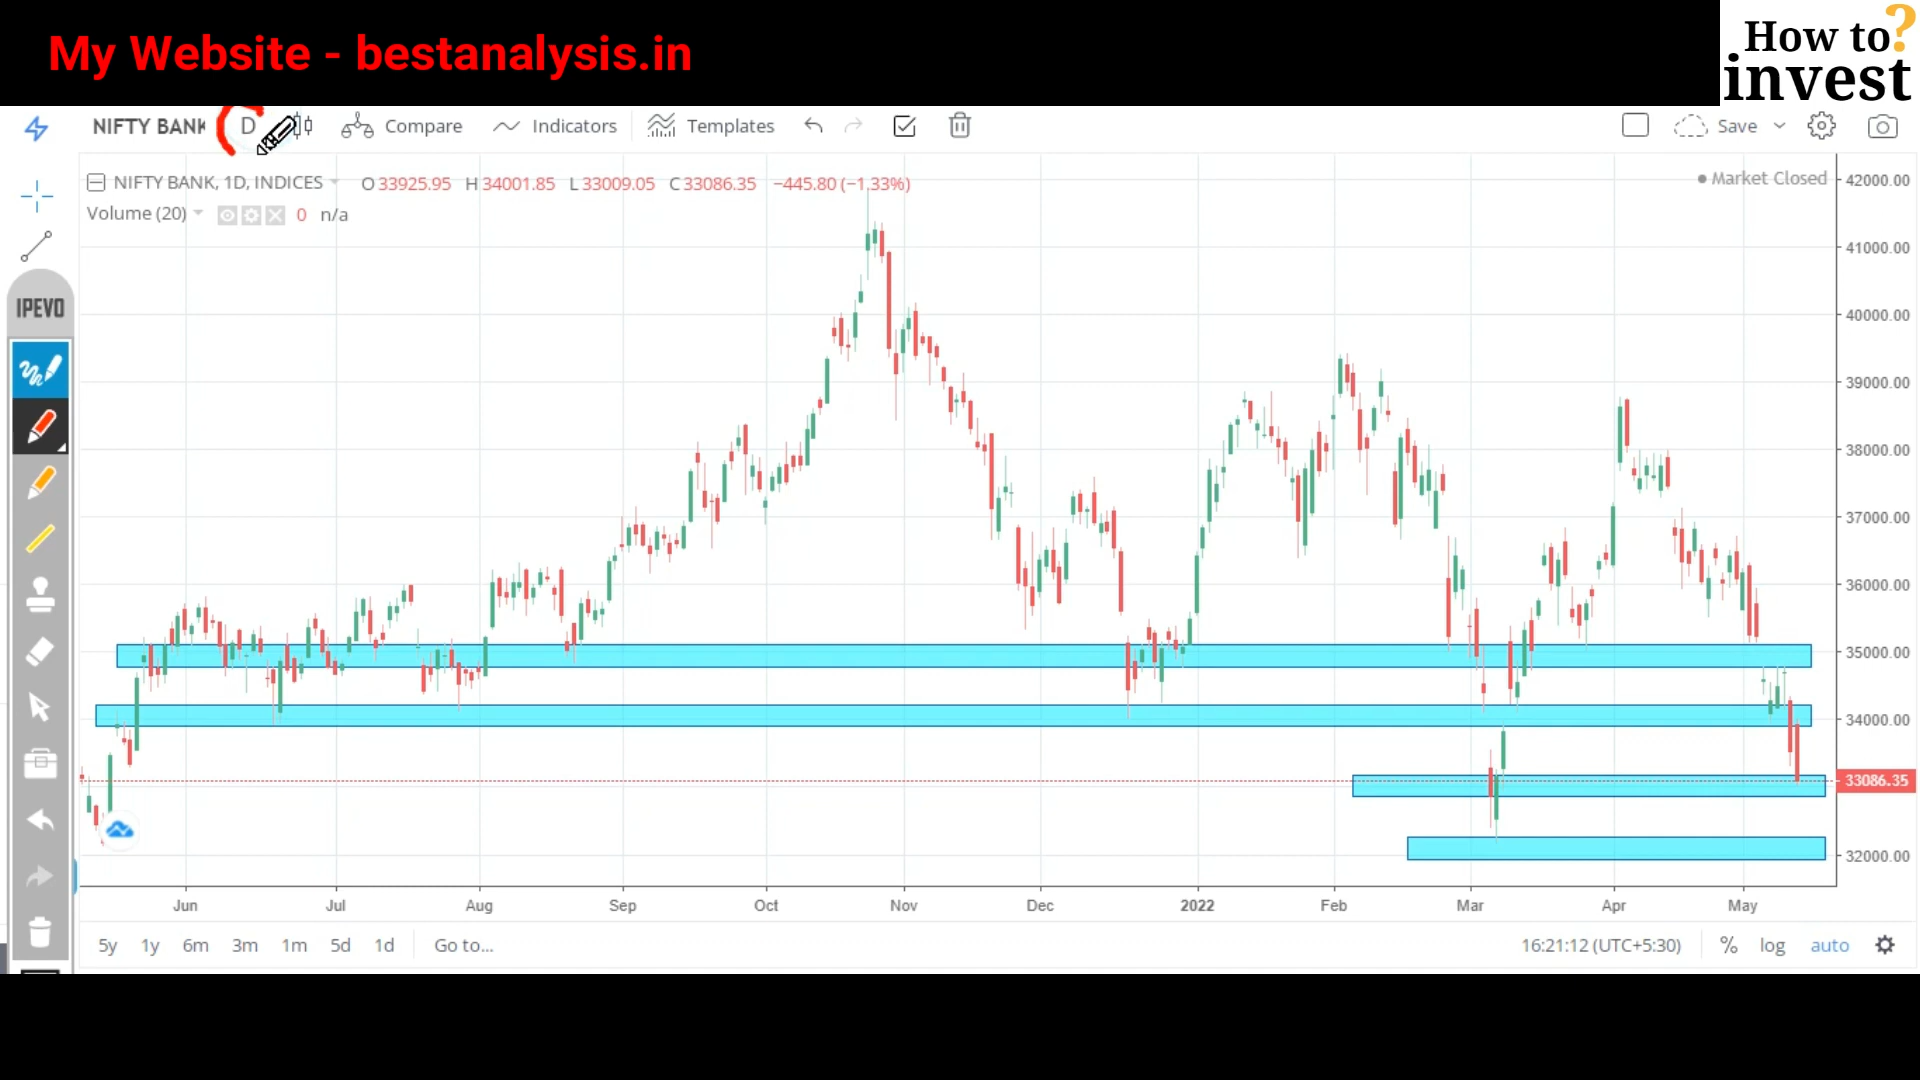 My Website - bestanalysis.in
How to?
invest
NIFTY BANK D Compare Indicators Templates Save
NIFTY BANK, 1D, INDICES O33925.95 H34001.85 L33009.05 C33086.35 −445.80 (−1.33%)
Market Closed
Volume (20) 0 n/a
IPEVO
42000.00
41000.00
40000.00
39000.00
38000.00
37000.00
36000.00
35000.00
34000.00
33086.35
32000.00
Jun Jul Aug Sep Oct Nov Dec 2022 Feb Mar Apr May
5y 1y 6m 3m 1m 5d 1d Go to... 16:21:12 (UTC+5:30) % log auto